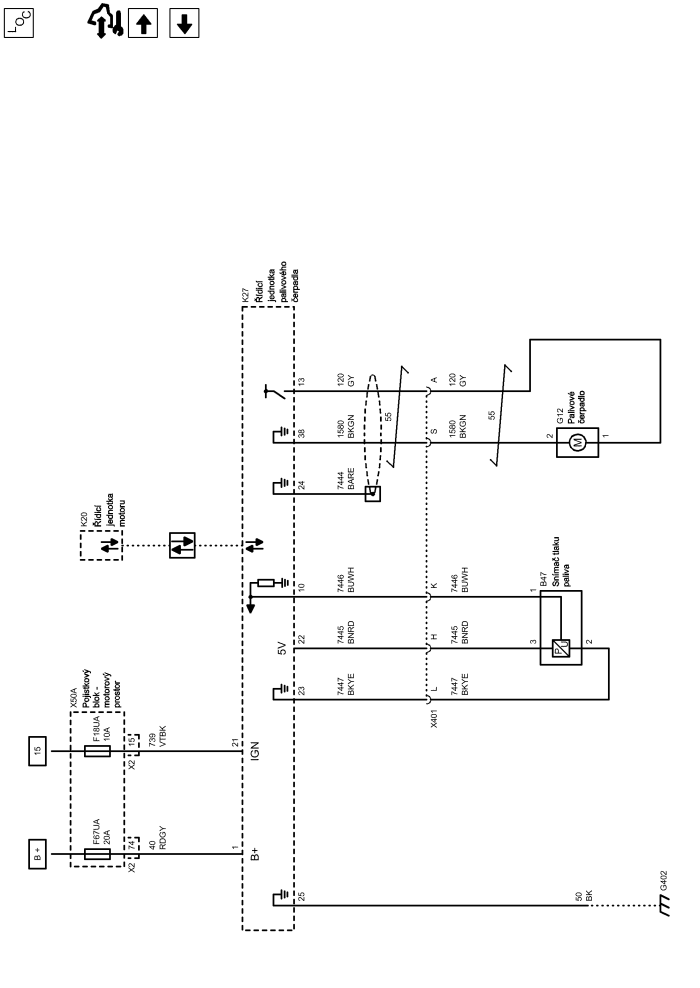 LOC
K27
Řídící
jednotka
palivového
čerpadla
13
120
GY
A
120
GY
55
38
1580
BKGN
S
1580
BKGN
55
2
M
1
G12
Palivové
čerpadlo
24
7444
BARE
K20
Řídící
jednotka
motoru
10
7446
BUWH
K
7446
BUWH
1
B47
Snímač tlaku
paliva
5V
22
7445
BNRD
H
7445
BNRD
3
P
U
2
23
7447
BKYE
L
7447
BKYE
X401
X50A
Pojistkový
blok -
motorový
prostor
15
F18UA
10A
15
X2
739
VTBK
21
IGN
B +
F67UA
20A
74
X2
40
RDGY
1
B+
25
50
BK
G402